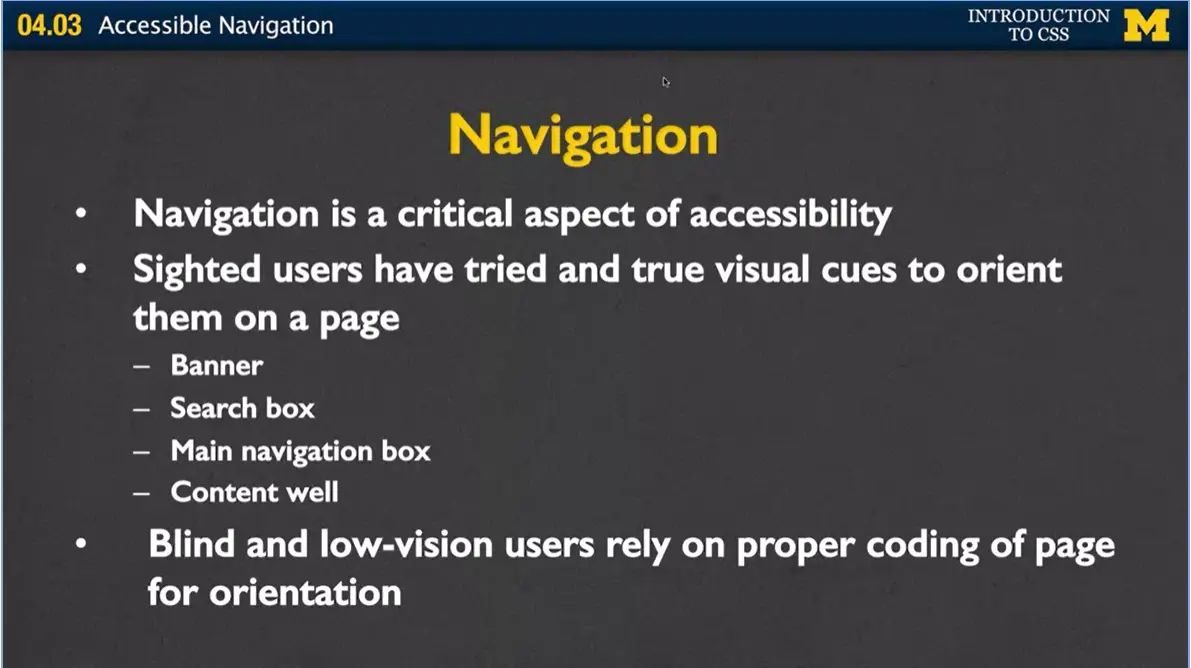 04.03 Accessible Navigation
INTRODUCTION
TO CSS
M
Navigation
• Navigation is a critical aspect of accessibility
• Sighted users have tried and true visual cues to orient
them on a page
– Banner
– Search box
– Main navigation box
– Content well
• Blind and low-vision users rely on proper coding of page
for orientation